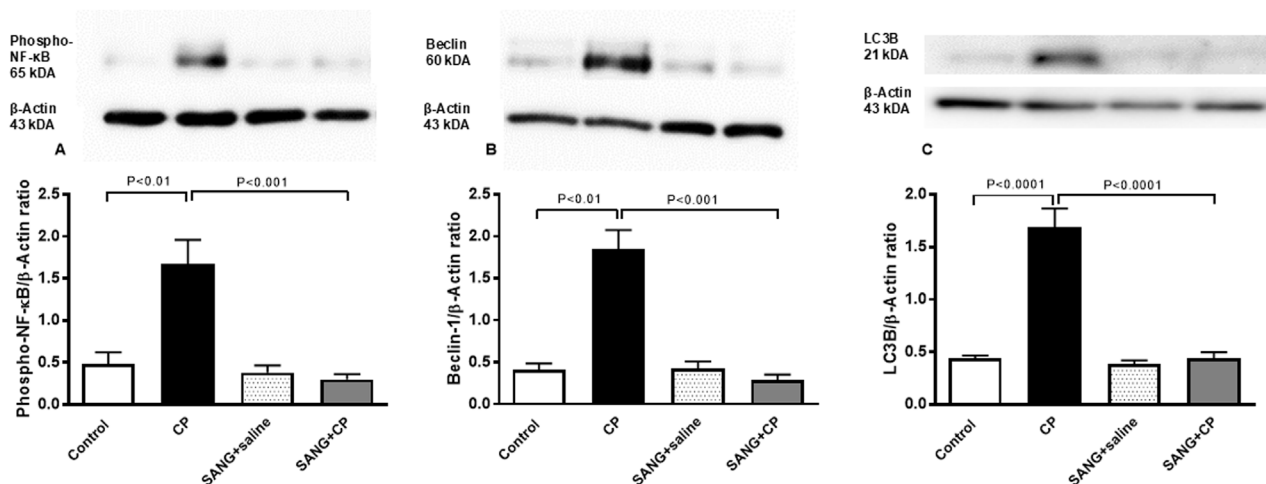 Phospho-
NF-κB
65 kDA
β-Actin
43 kDA
A
P<0.01
P<0.001
Phospho-NF-κB/β-Actin ratio
2.5
2.0
1.5
1.0
0.5
0.0
Control
CP
SANG+saline
SANG+CP
Beclin
60 kDA
β-Actin
43 kDA
B
P<0.01
P<0.001
Beclin-1/β-Actin ratio
2.5
2.0
1.5
1.0
0.5
0.0
Control
CP
SANG+saline
SANG+CP
LC3B
21 kDA
β-Actin
43 kDA
C
P<0.0001
P<0.0001
LC3B/β-Actin ratio
2.0
1.5
1.0
0.5
0.0
Control
CP
SANG+saline
SANG+CP